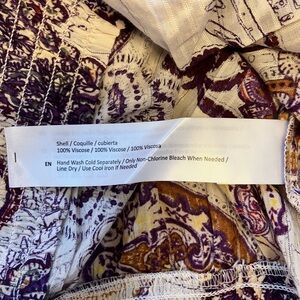 Shell / Coquille / cubierta
100% Viscose / 100% Viscose / 100% Viscosa
EN Hand Wash Cold Separately / Only Non-Chlorine Bleach When Needed /
Line Dry / Use Cool Iron If Needed